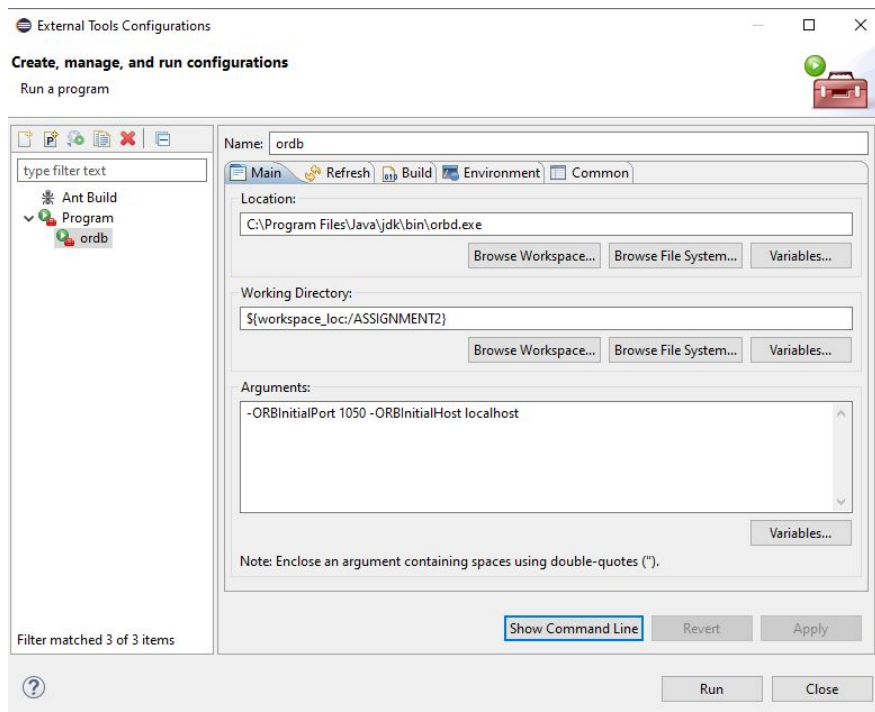 External Tools Configurations
Create, manage, and run configurations
Run a program
type filter text
Ant Build
Program
ordb
Filter matched 3 of 3 items
Name: ordb
Main Refresh Build Environment Common
Location:
C:\Program Files\Java\jdk\bin\orbd.exe
Browse Workspace... Browse File System... Variables...
Working Directory:
${workspace_loc:/ASSIGNMENT2}
Browse Workspace... Browse File System... Variables...
Arguments:
-ORBInitialPort 1050 -ORBInitialHost localhost
Variables...
Note: Enclose an argument containing spaces using double-quotes (").
Show Command Line Revert Apply
Run Close